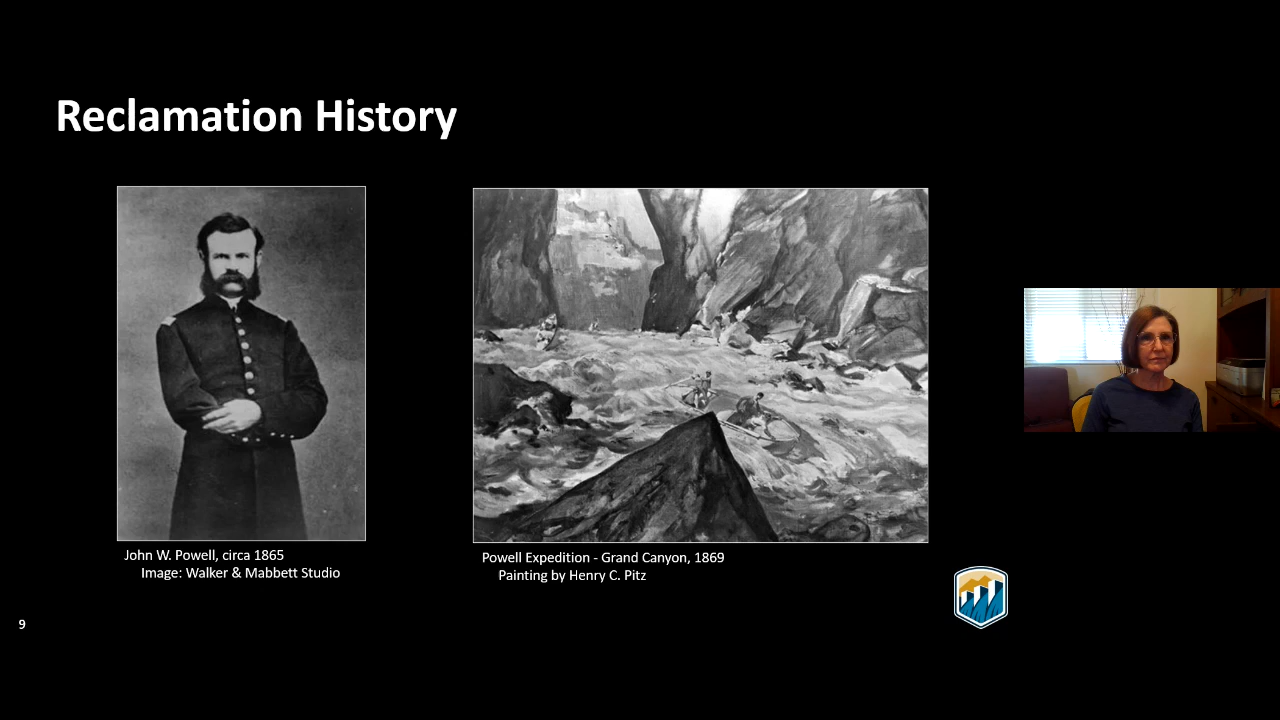 Reclamation History
John W. Powell, circa 1865
Image: Walker & Mabbett Studio
Powell Expedition - Grand Canyon, 1869
Painting by Henry C. Pitz
9